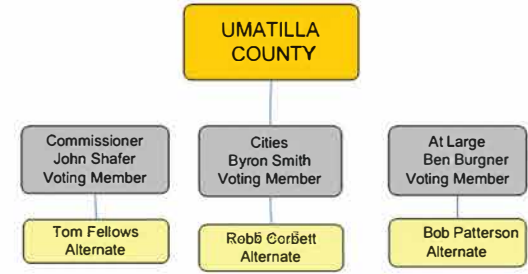 UMATILLA
COUNTY
Commissioner
John Shafer
Voting Member
Cities
Byron Smith
Voting Member
At Large
Ben Burgner
Voting Member
Tom Fellows
Alternate
Robb Corbett
Alternate
Bob Patterson
Alternate